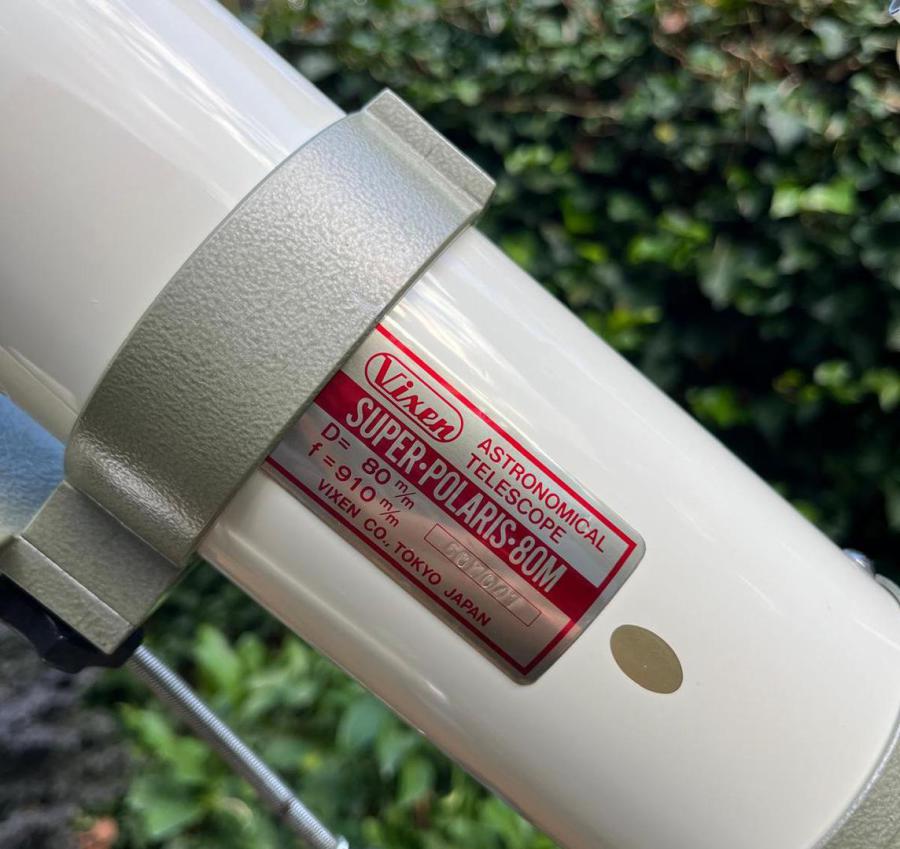 Vixen
ASTRONOMICAL
TELESCOPE
SUPER·POLARIS·80M
D= 80 m/m
f =910 m/m
VIXEN CO., TOKYO JAPAN